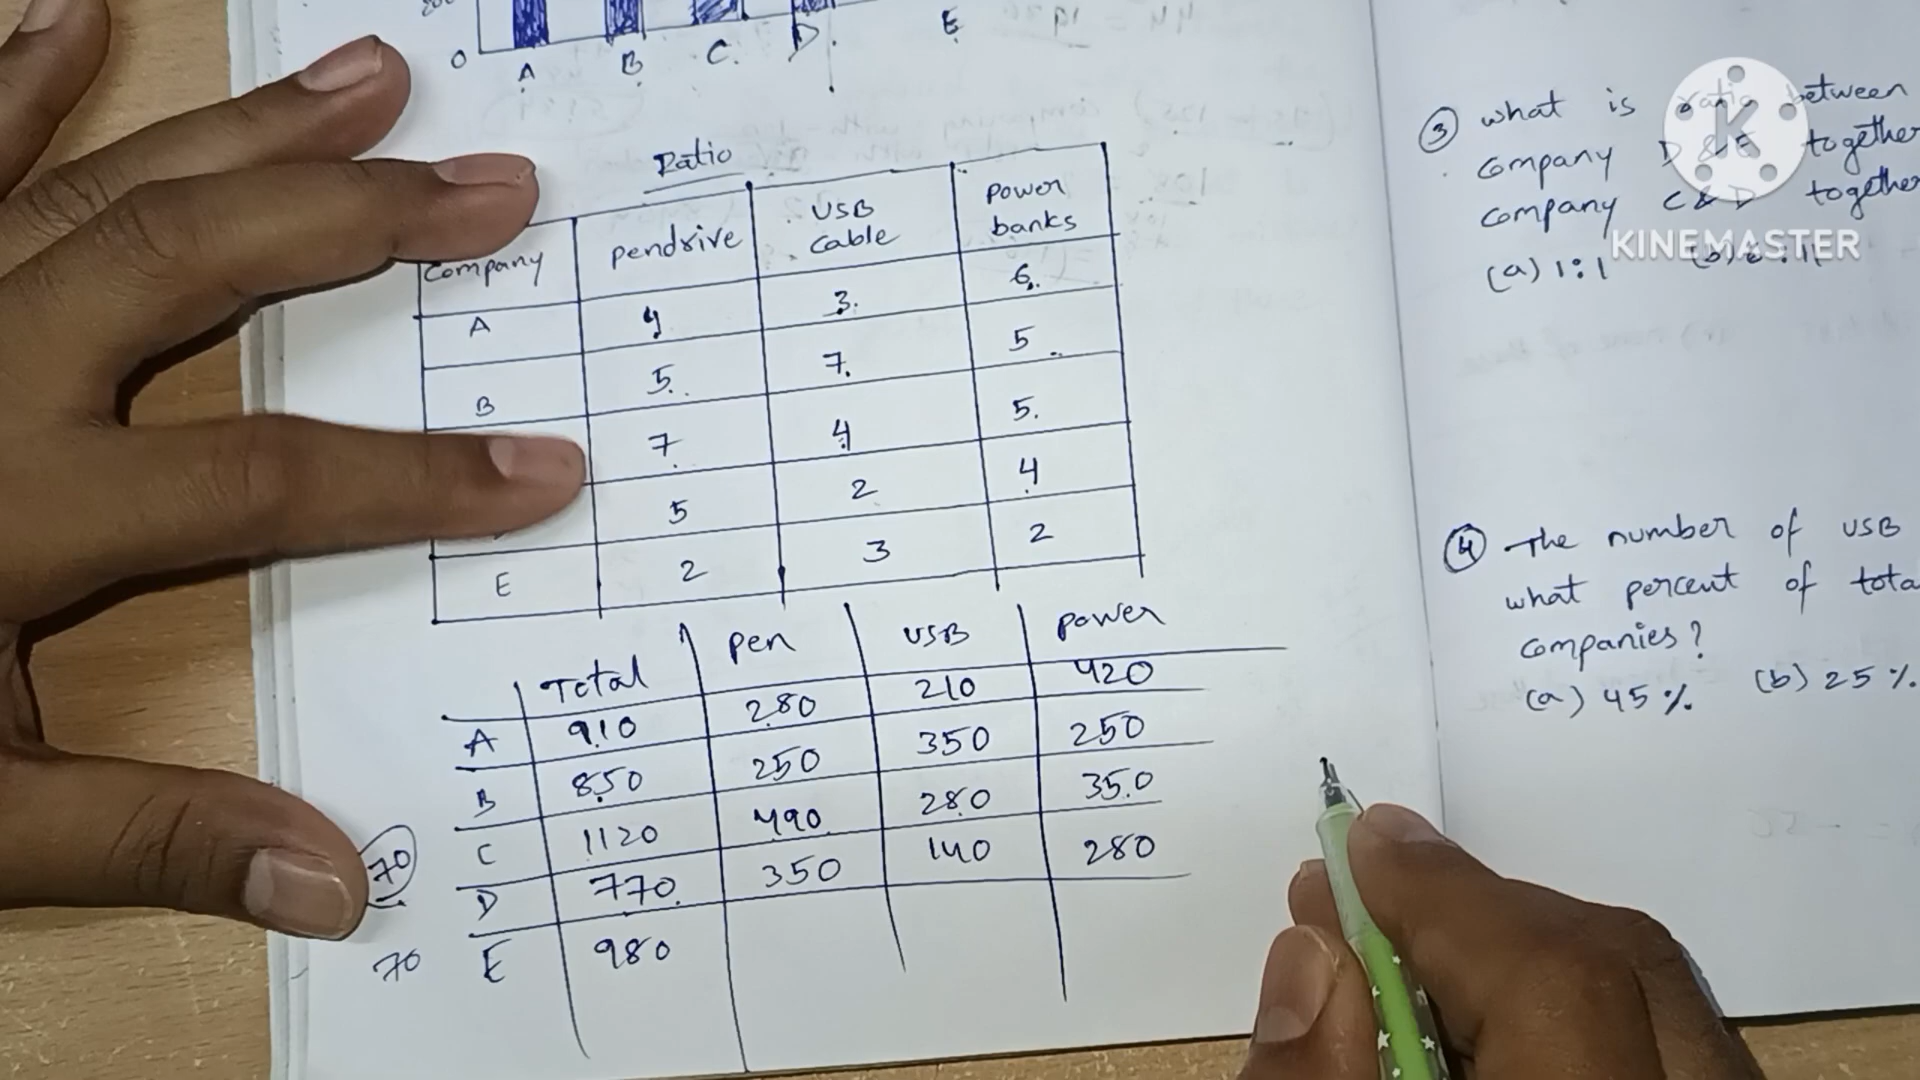 0 A B C. D. E
Ratio
Company pendrive USB cable power banks
A 4 3. 6.
B 5. 7. 5
7 4 5.
5 2 4
E 2 3 2
Total pen USB power
A 910 280 210 420
B 850 250 350 250
C 1120 490 280 350
D 770 350 140 280
E 980
70
70
③ what is ratio between
company D & E together
company C & D together
(a) 1:1
④ The number of USB
what percent of tota
companies?
(a) 45 % (b) 25 %
K
KINEMASTER